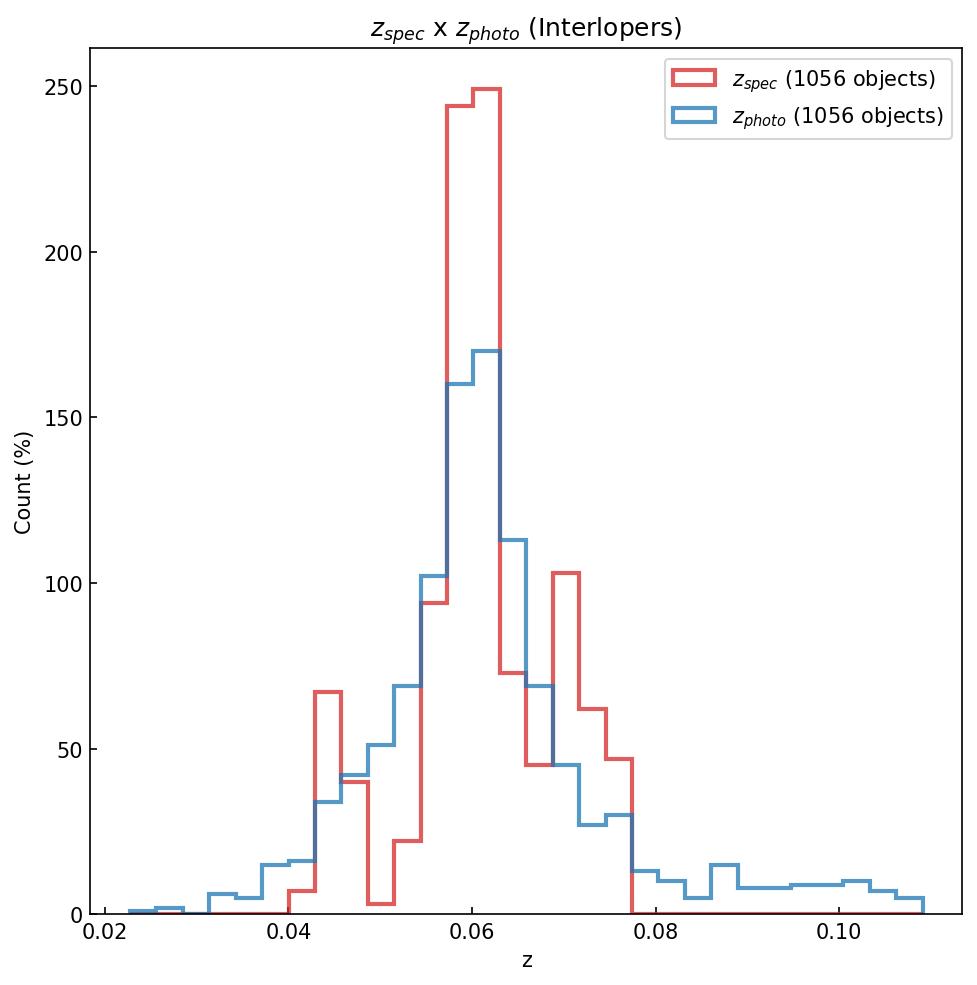 z_spec x z_photo (Interlopers)
z_spec (1056 objects)
z_photo (1056 objects)
250
200
150
100
50
0
Count (%)
0.02 0.04 0.06 0.08 0.10
z